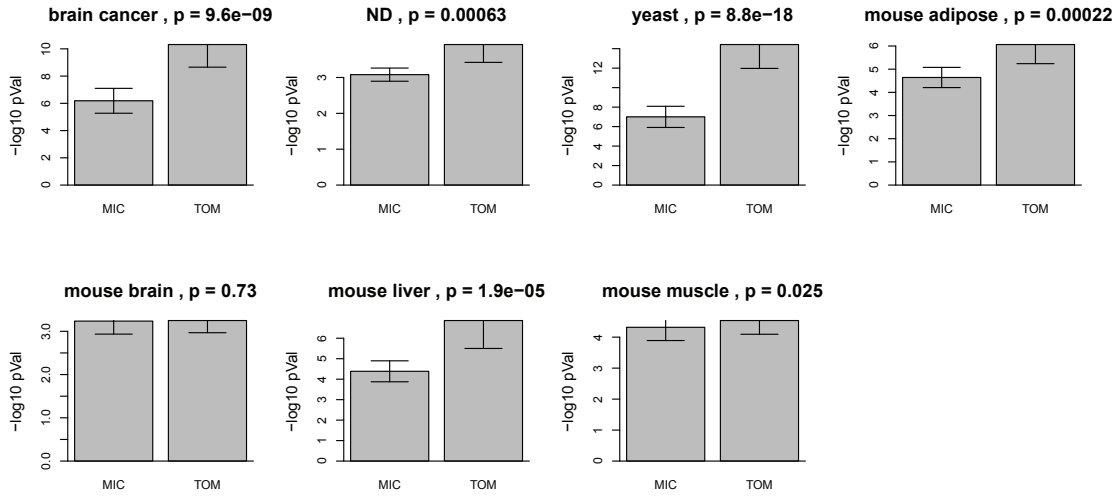 brain cancer , p = 9.6e−09
ND , p = 0.00063
yeast , p = 8.8e−18
mouse adipose , p = 0.00022
−log10 pVal
0 2 4 6 8 10
MIC TOM
−log10 pVal
0 1 2 3
MIC TOM
−log10 pVal
0 2 4 6 8 12
MIC TOM
−log10 pVal
0 1 2 3 4 5 6
MIC TOM
mouse brain , p = 0.73
mouse liver , p = 1.9e−05
mouse muscle , p = 0.025
−log10 pVal
0.0 1.0 2.0 3.0
MIC TOM
−log10 pVal
0 1 2 3 4 5 6
MIC TOM
−log10 pVal
0 1 2 3 4
MIC TOM